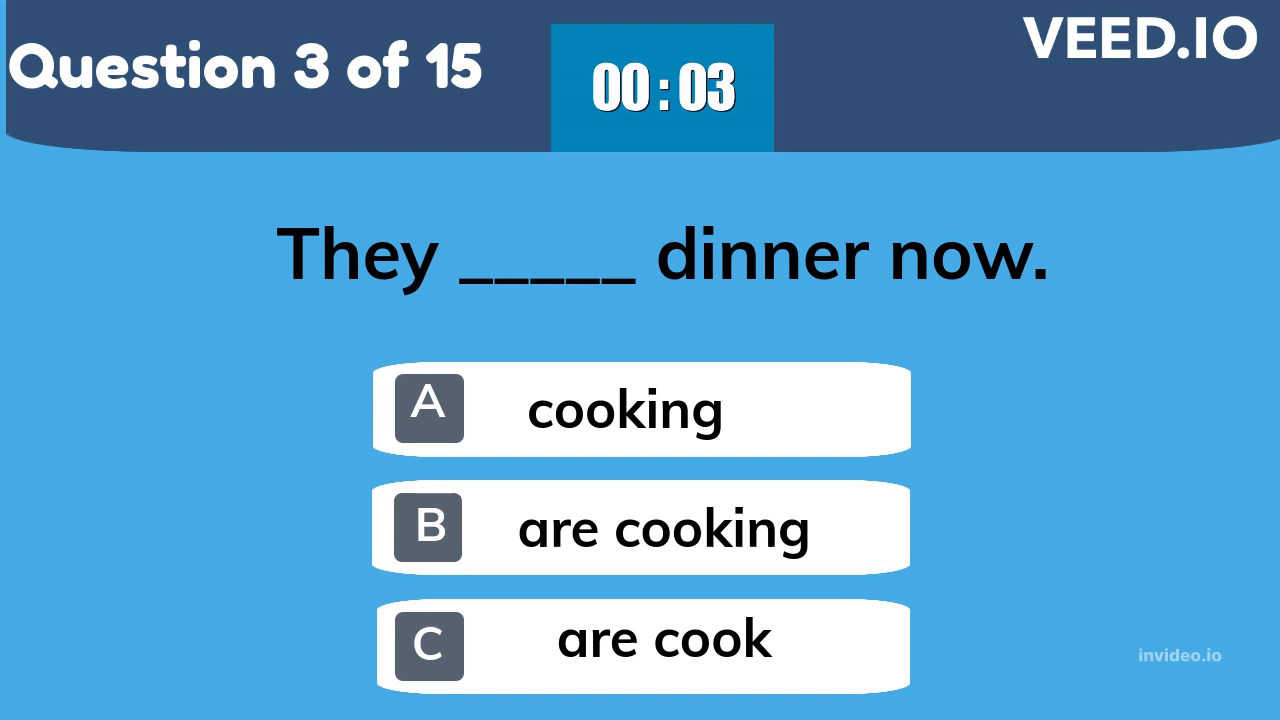 Question 3 of 15
00 : 03
VEED.IO
They _____ dinner now.
A cooking
B are cooking
C are cook
invideo.io